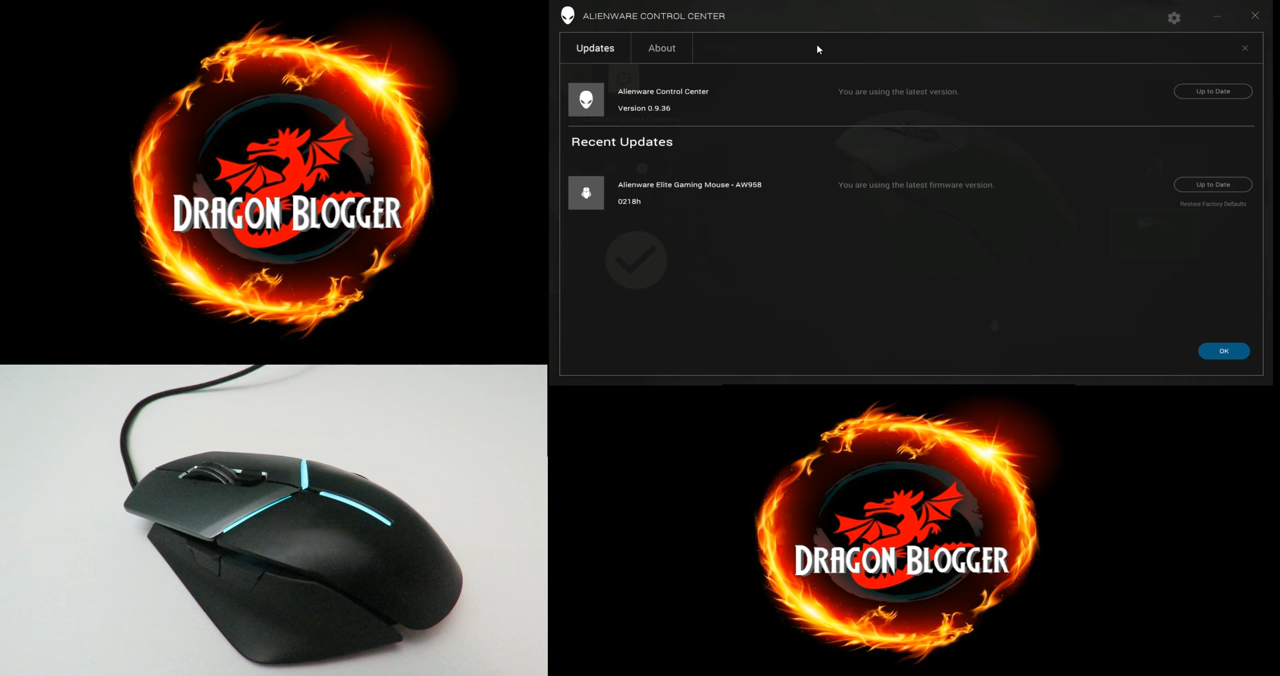 DRAGON BLOGGER
ALIENWARE CONTROL CENTER
Updates
About
Alienware Control Center
You are using the latest version.
Up to Date
Version 0.9.36
Recent Updates
Alienware Elite Gaming Mouse - AW958
You are using the latest firmware version.
Up to Date
0218h
Restore Factory Defaults
OK
DRAGON BLOGGER